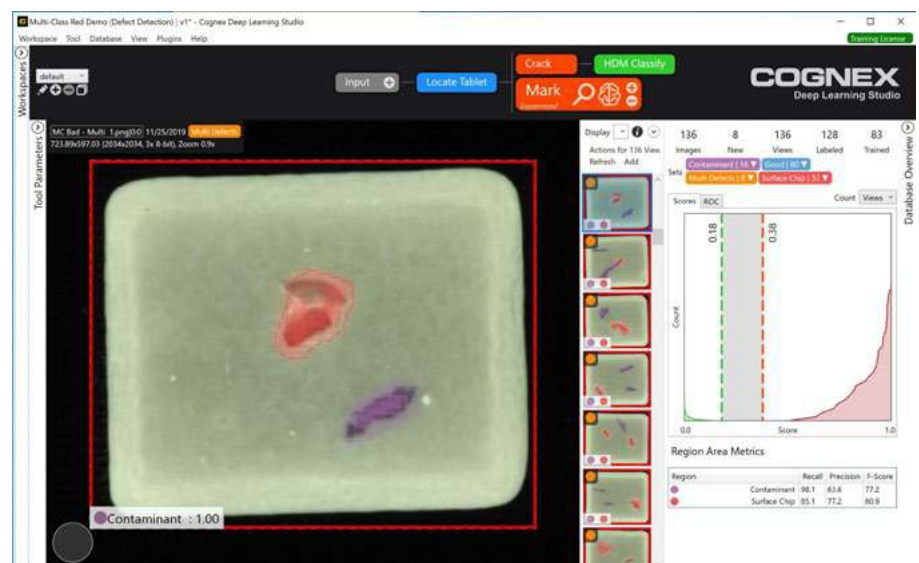 Multi-Class Red Demo (Defect Detection) | v1* - Cognex Deep Learning Studio
Workspace Tool Database View Plugins Help
Training License
Workspaces
default
Input
Locate Tablet
Crack
HDM Classify
Mark
Supervised
COGNEX
Deep Learning Studio
Tool Parameters
MC Bad - Multi 1.png|0:0 11/25/2019 Multi Defects
723.89x597.03 (2034x2034, 3x 8-bit), Zoom 0.9x
Contaminant : 1.00
Display
Actions for 136 View
Refresh Add
136 8 136 128 83
Images New Views Labeled Trained
Sets Contaminant | 16 Good | 80
Multi Defects | 8 Surface Chip | 32
Database Overview
Scores ROC Count Views
0.18 0.38
Count
0.0 Score 1.0
Region Area Metrics
Region Recall Precision F-Score
Contaminant 98.1 63.6 77.2
Surface Chip 85.1 77.2 80.9